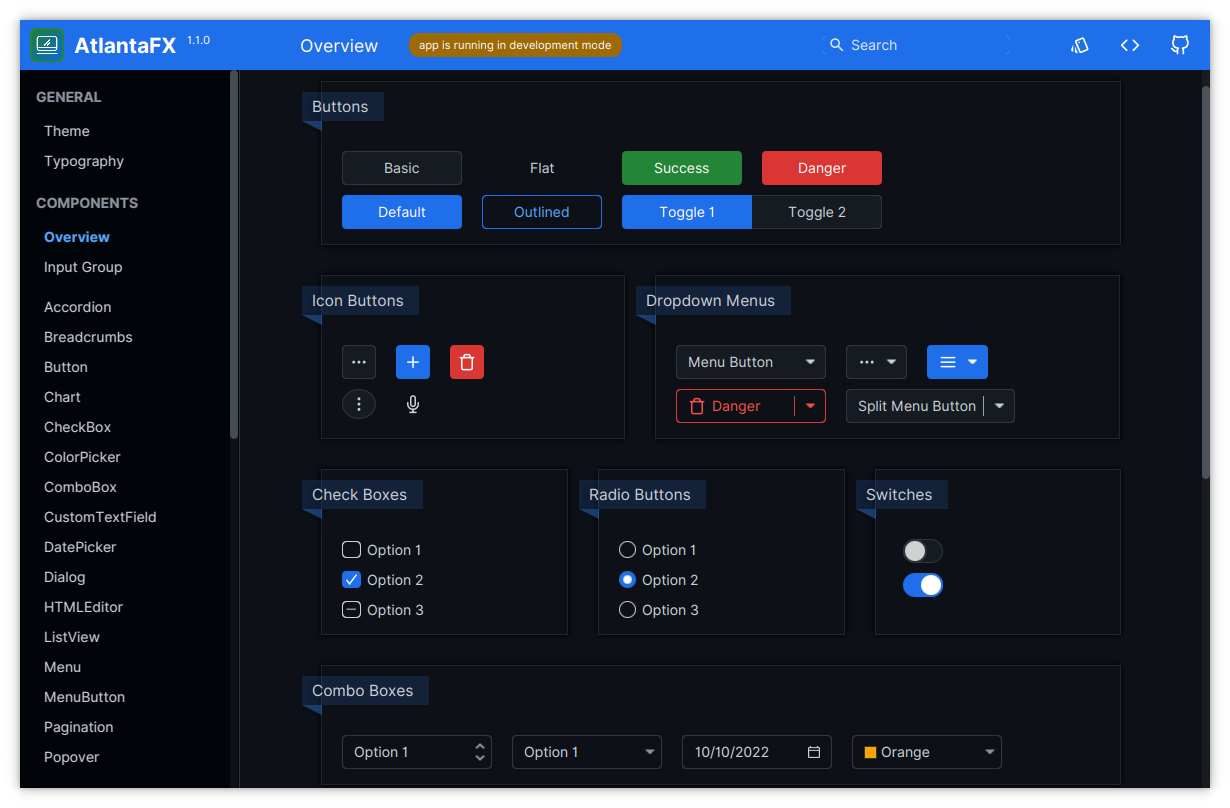 AtlantaFX 1.1.0
Overview
app is running in development mode
Search
GENERAL
Theme
Typography
COMPONENTS
Overview
Input Group
Accordion
Breadcrumbs
Button
Chart
CheckBox
ColorPicker
ComboBox
CustomTextField
DatePicker
Dialog
HTMLEditor
ListView
Menu
MenuButton
Pagination
Popover
Buttons
Basic Flat Success Danger
Default Outlined Toggle 1 Toggle 2
Icon Buttons
Dropdown Menus
Menu Button
Danger Split Menu Button
Check Boxes
Option 1
Option 2
Option 3
Radio Buttons
Option 1
Option 2
Option 3
Switches
Combo Boxes
Option 1 Option 1 10/10/2022 Orange